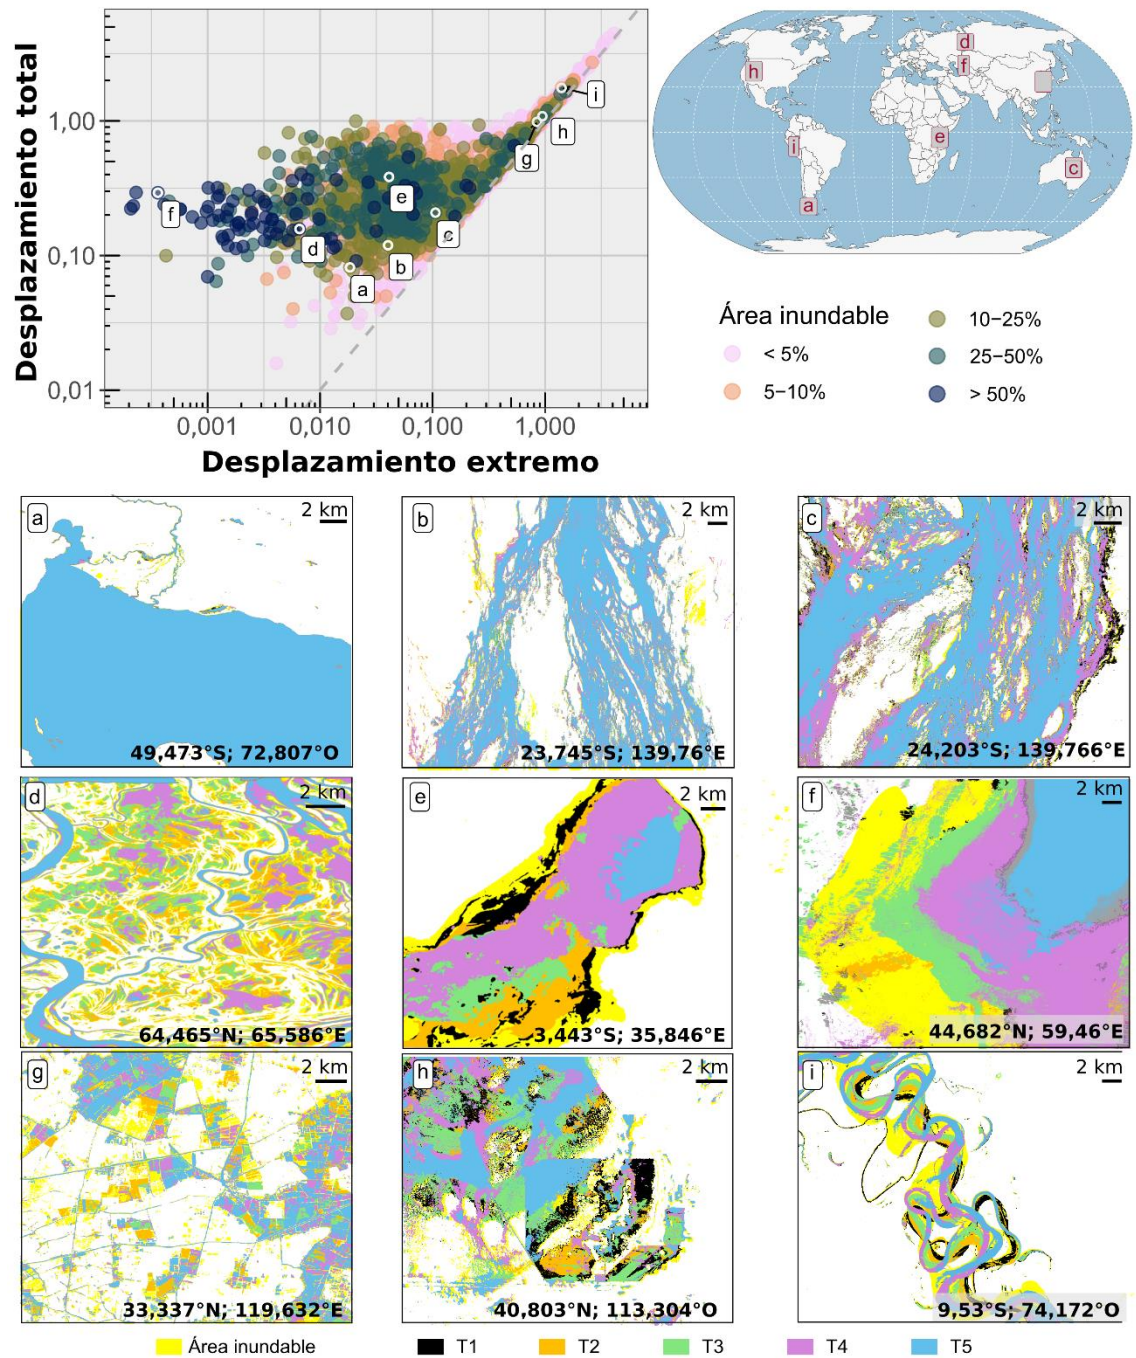 Desplazamiento total
1,00
0,10
0,01
0,001
0,010
0,100
1,000
Desplazamiento extremo
i
h
g
e
f
c
d
b
a
d
f
h
e
i
c
a
Área inundable
< 5%
5−10%
10−25%
25−50%
> 50%
a
2 km
49,473°S; 72,807°O
b
2 km
23,745°S; 139,76°E
c
2 km
24,203°S; 139,766°E
d
2 km
64,465°N; 65,586°E
e
2 km
3,443°S; 35,846°E
f
2 km
44,682°N; 59,46°E
g
2 km
33,337°N; 119,632°E
h
2 km
40,803°N; 113,304°O
i
2 km
9,53°S; 74,172°O
Área inundable T1 T2 T3 T4 T5